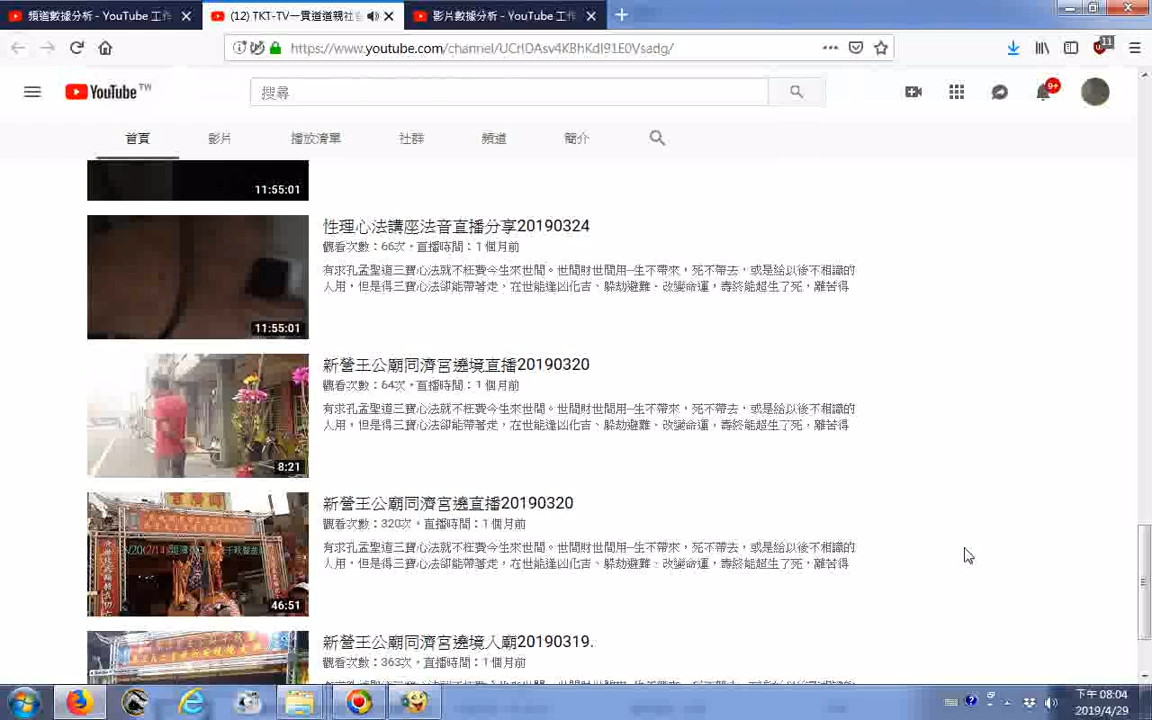 頻道數據分析 - YouTube 工作
(12) TKT-TV一貫道道親社
影片數據分析 - YouTube 工作
https://www.youtube.com/channel/UCrIDAsv4KBhKdI91E0Vsadg/
11
YouTube TW
搜尋
9+
首頁
影片
播放清單
社群
頻道
簡介
11:55:01
性理心法講座法音直播分享20190324
觀看次數：66次・直播時間：1 個月前
有求孔孟聖道三寶心法就不枉費今生來世間。世間財世間用一生不帶來，死不帶去，或是給以後不相識的
人用，但是得三寶心法卻能帶著走，在世能逢凶化吉、躲劫避難、改變命運，壽終能超生了死，離苦得
11:55:01
新營王公廟同濟宮遶境直播20190320
觀看次數：64次・直播時間：1 個月前
有求孔孟聖道三寶心法就不枉費今生來世間。世間財世間用一生不帶來，死不帶去，或是給以後不相識的
人用，但是得三寶心法卻能帶著走，在世能逢凶化吉、躲劫避難、改變命運，壽終能超生了死，離苦得
8:21
新營王公廟同濟宮遶直播20190320
觀看次數：320次・直播時間：1 個月前
有求孔孟聖道三寶心法就不枉費今生來世間。世間財世間用一生不帶來，死不帶去，或是給以後不相識的
人用，但是得三寶心法卻能帶著走，在世能逢凶化吉、躲劫避難、改變命運，壽終能超生了死，離苦得
46:51
新營王公廟同濟宮遶境入廟20190319.
觀看次數：363次・直播時間：1 個月前
下午 08:04
2019/4/29